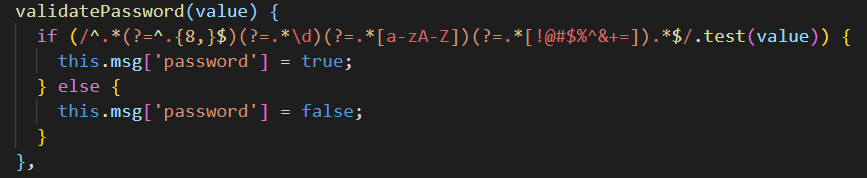 validatePassword(value) {
if (/^.*(?=^.{8,}$)(?=.*\d)(?=.*[a-zA-Z])(?=.*[!@#$%^&+=]).*$/.test(value)) {
this.msg['password'] = true;
} else {
this.msg['password'] = false;
}
},